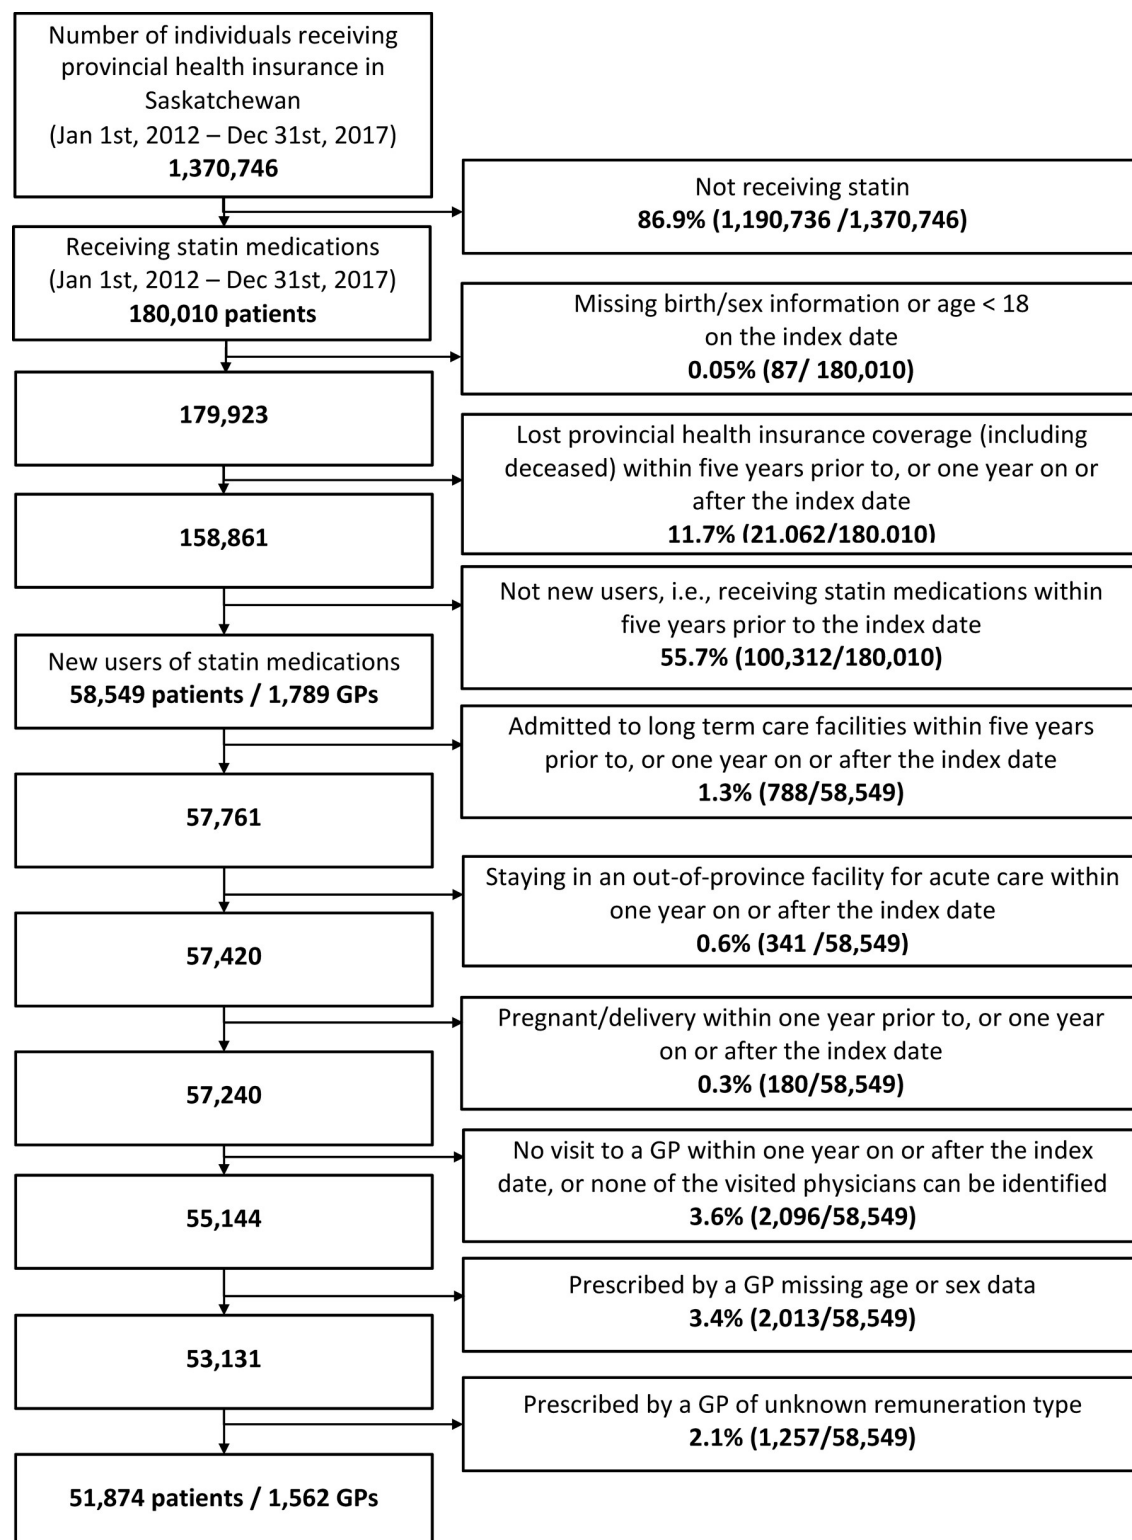 Number of individuals receiving
provincial health insurance in
Saskatchewan
(Jan 1st, 2012 – Dec 31st, 2017)
1,370,746
Not receiving statin
86.9% (1,190,736 /1,370,746)
Receiving statin medications
(Jan 1st, 2012 – Dec 31st, 2017)
180,010 patients
Missing birth/sex information or age < 18
on the index date
0.05% (87/ 180,010)
179,923
Lost provincial health insurance coverage (including
deceased) within five years prior to, or one year on or
after the index date
11.7% (21,062/180,010)
158,861
Not new users, i.e., receiving statin medications within
five years prior to the index date
55.7% (100,312/180,010)
New users of statin medications
58,549 patients / 1,789 GPs
Admitted to long term care facilities within five years
prior to, or one year on or after the index date
1.3% (788/58,549)
57,761
Staying in an out-of-province facility for acute care within
one year on or after the index date
0.6% (341 /58,549)
57,420
Pregnant/delivery within one year prior to, or one year
on or after the index date
0.3% (180/58,549)
57,240
No visit to a GP within one year on or after the index
date, or none of the visited physicians can be identified
3.6% (2,096/58,549)
55,144
Prescribed by a GP missing age or sex data
3.4% (2,013/58,549)
53,131
Prescribed by a GP of unknown remuneration type
2.1% (1,257/58,549)
51,874 patients / 1,562 GPs